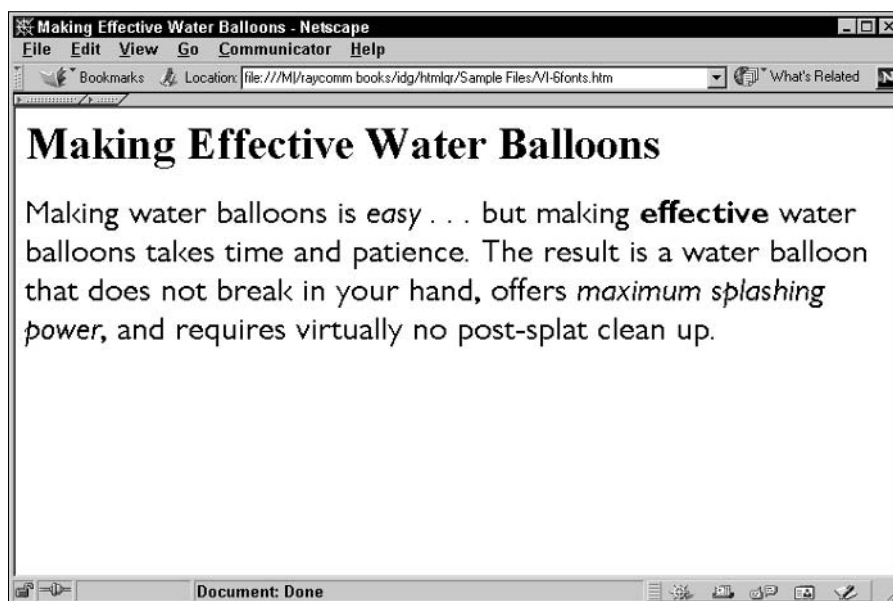 Making Effective Water Balloons - Netscape
File Edit View Go Communicator Help
Bookmarks Location: file:///M|/raycomm books/idg/htmlqr/Sample Files/VI-6fonts.htm What's Related N
Making Effective Water Balloons
Making water balloons is easy . . . but making effective water
balloons takes time and patience. The result is a water balloon
that does not break in your hand, offers maximum splashing
power, and requires virtually no post-splat clean up.
Document: Done